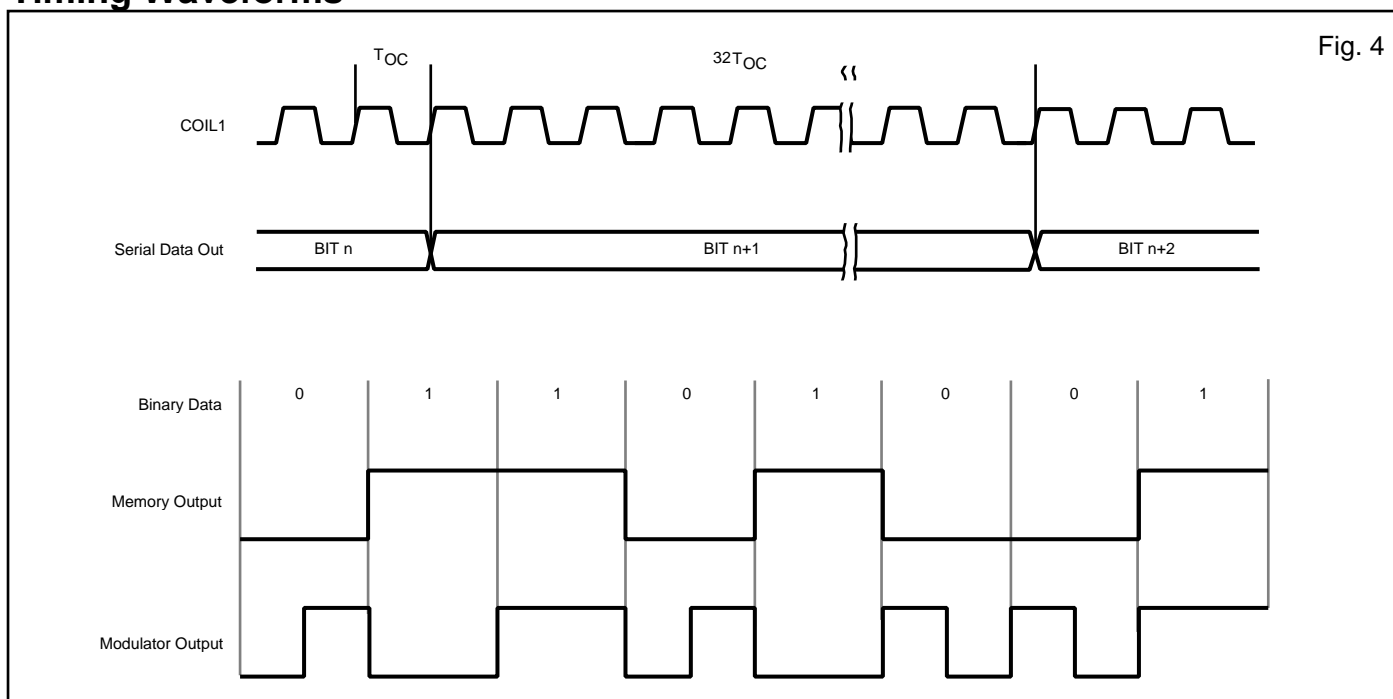 Timing Waveforms
Fig. 4
TOC
32TOC
COIL1
Serial Data Out
BIT n
BIT n+1
BIT n+2
Binary Data
0 1 1 0 1 0 0 1
Memory Output
Modulator Output